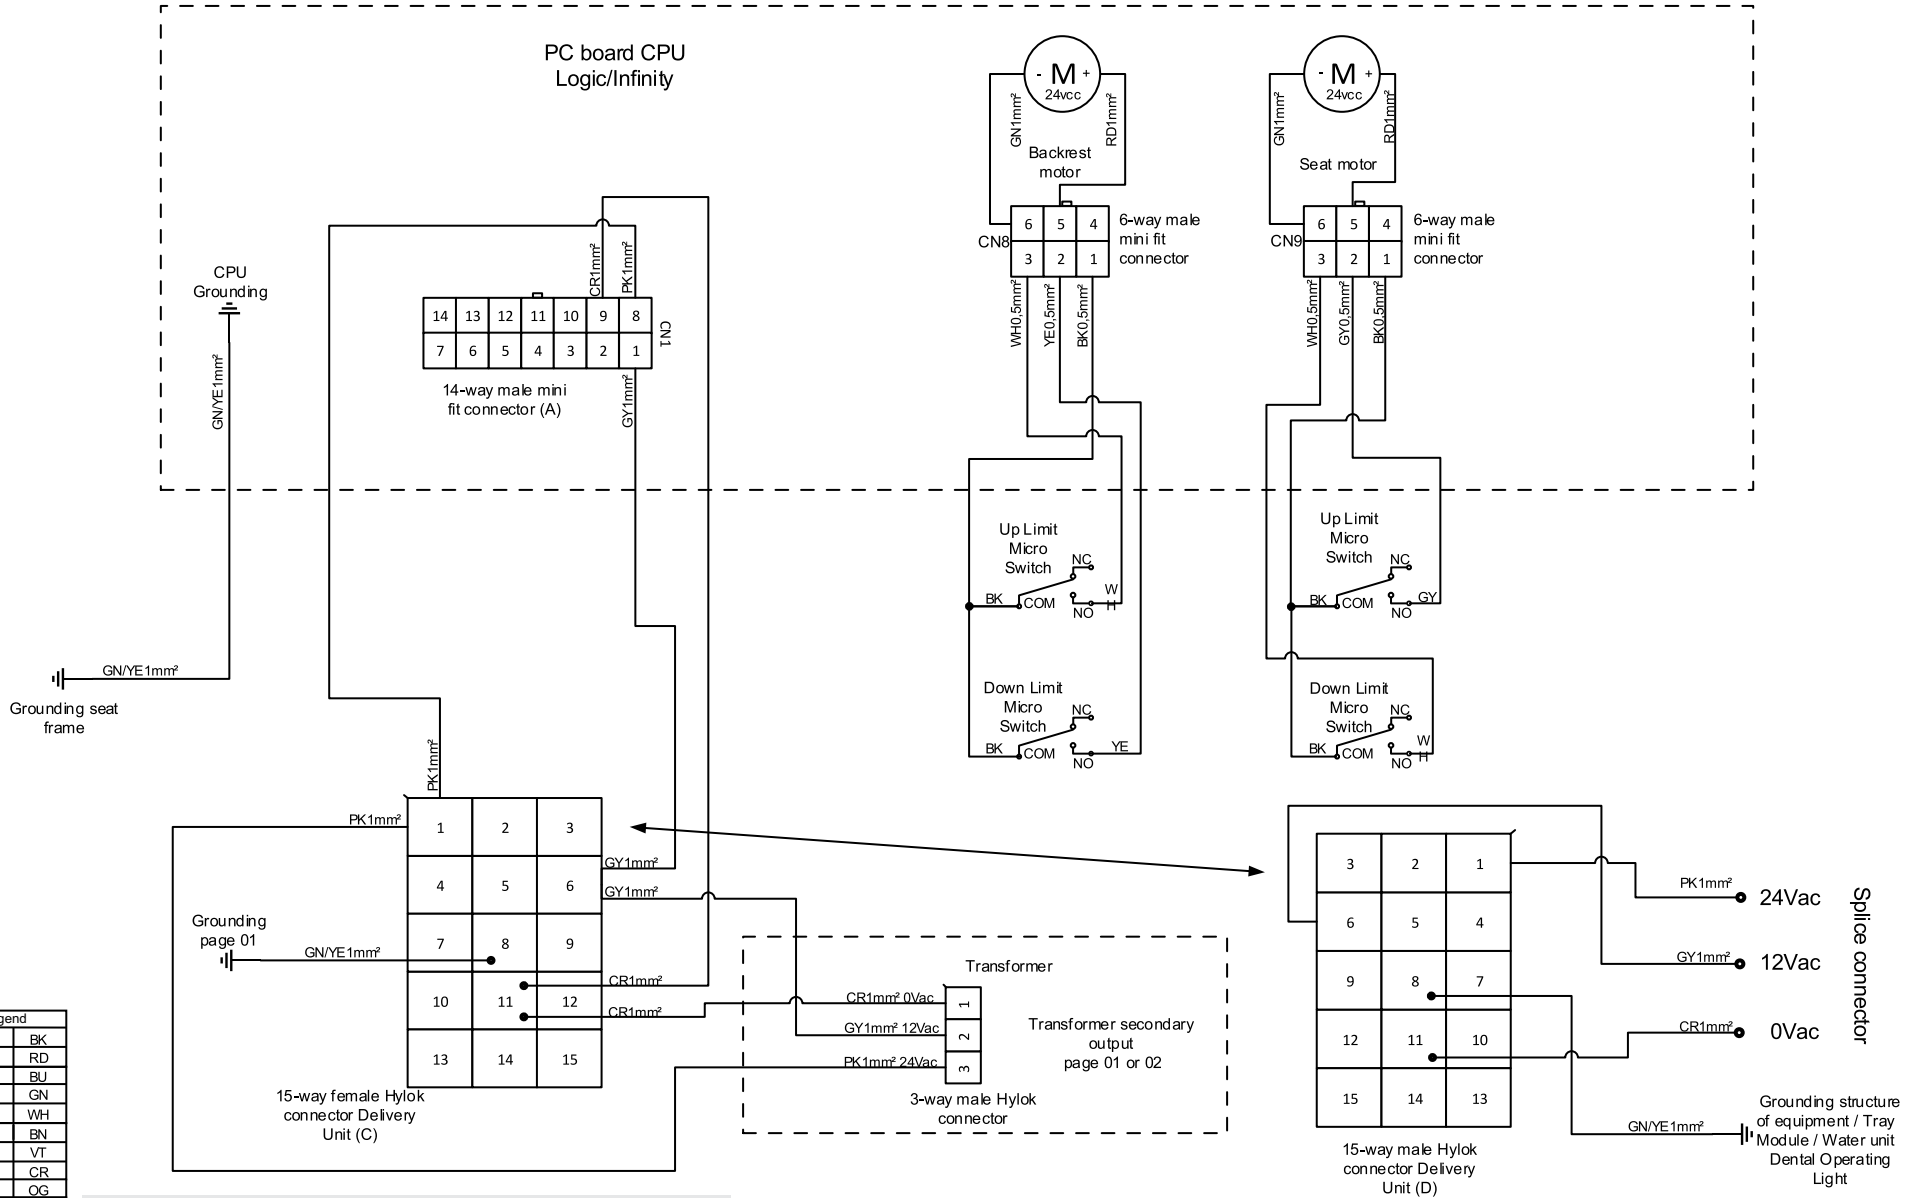 PC board CPU
Logic/Infinity
- M +
24vcc
GN1mm²
RD1mm²
Backrest
motor
6 5 4
3 2 1
CN8
6-way male
mini fit
connector
WH0,5mm²
YE0,5mm²
BK0,5mm²
- M +
24vcc
GN1mm²
RD1mm²
Seat motor
6 5 4
3 2 1
CN9
6-way male
mini fit
connector
WH0,5mm²
GY0,5mm²
BK0,5mm²
CPU
Grounding
GN/YE1mm²
CR1mm²
PK1mm²
14 13 12 11 10 9 8
7 6 5 4 3 2 1
CN1
14-way male mini
fit connector (A)
GY1mm²
GN/YE1mm²
Grounding seat
frame
Up Limit
Micro
Switch
NC
BK
COM
NO
W
H
Down Limit
Micro
Switch
NC
BK
COM
NO
YE
Up Limit
Micro
Switch
NC
BK
COM
NO
GY
Down Limit
Micro
Switch
NC
BK
COM
NO
W
H
PK1mm²
PK1mm²
1 2 3
4 5 6
7 8 9
10 11 12
13 14 15
GY1mm²
GY1mm²
CR1mm²
CR1mm²
Grounding
page 01
GN/YE1mm²
15-way female Hylok
connector Delivery
Unit (C)
Transformer
CR1mm² 0Vac
GY1mm² 12Vac
PK1mm² 24Vac
1
2
3
Transformer secondary
output
page 01 or 02
3-way male Hylok
connector
3 2 1
6 5 4
9 8 7
12 11 10
15 14 13
15-way male Hylok
connector Delivery
Unit (D)
PK1mm²
24Vac
GY1mm²
12Vac
CR1mm²
0Vac
Splice connector
GN/YE1mm²
Grounding structure
of equipment / Tray
Module / Water unit
Dental Operating
Light
gend
BK
RD
BU
GN
WH
BN
VT
CR
OG